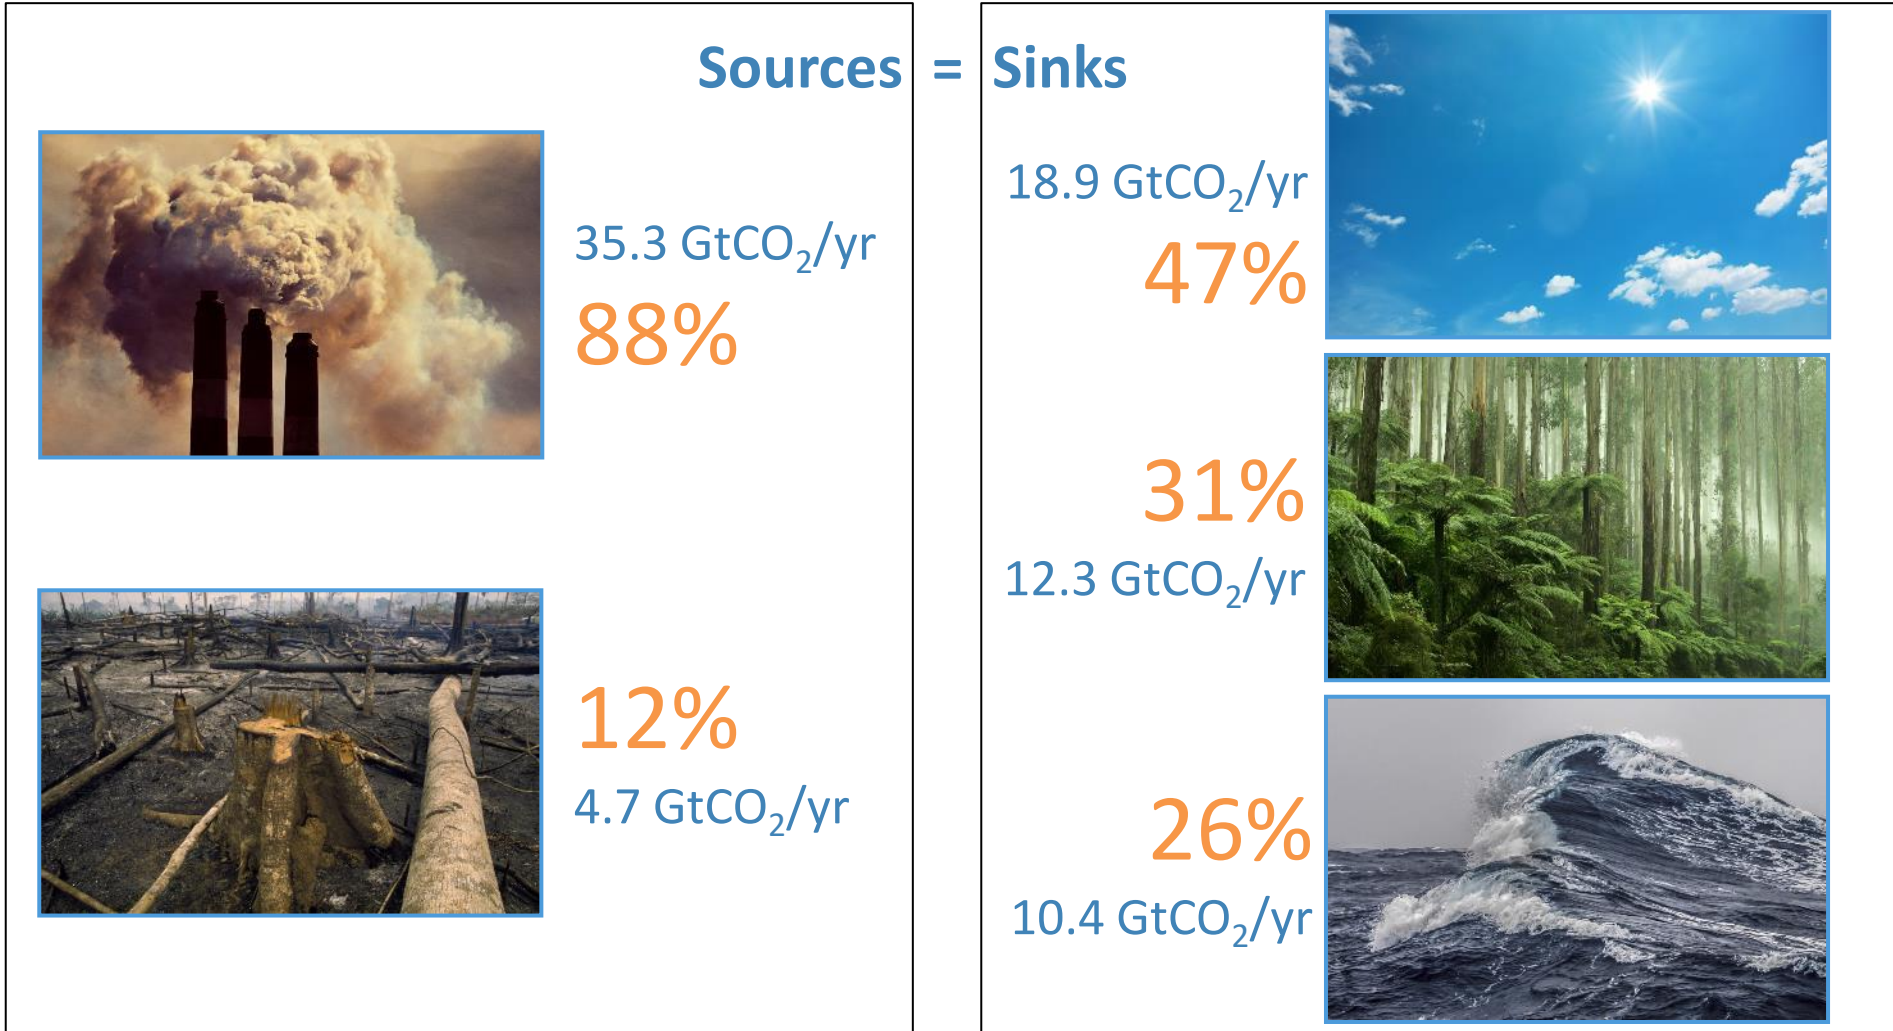 Sources = Sinks
35.3 GtCO₂/yr
88%
12%
4.7 GtCO₂/yr
18.9 GtCO₂/yr
47%
31%
12.3 GtCO₂/yr
26%
10.4 GtCO₂/yr